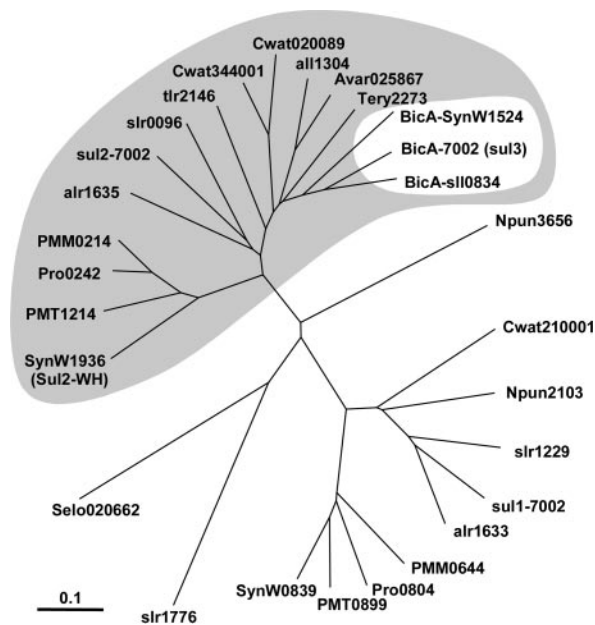 Cwat020089
all1304
Cwat344001
Avar025867
tlr2146
Tery2273
slr0096
BicA-SynW1524
sul2-7002
BicA-7002 (sul3)
BicA-sll0834
alr1635
Npun3656
PMM0214
Pro0242
PMT1214
Cwat210001
SynW1936
(Sul2-WH)
Npun2103
slr1229
sul1-7002
Selo020662
alr1633
PMM0644
SynW0839
Pro0804
PMT0899
0.1
slr1776